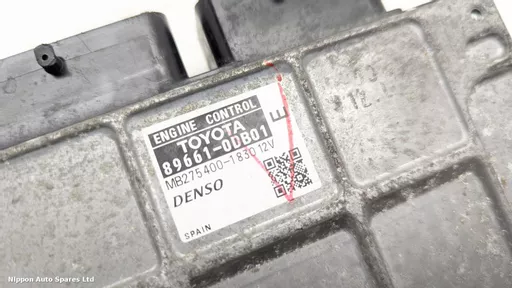 ENGINE CONTROL
TOYOTA
89661-0DB01
E
MB275400-1830 12V
DENSO
SPAIN
Nippon Auto Spares Ltd